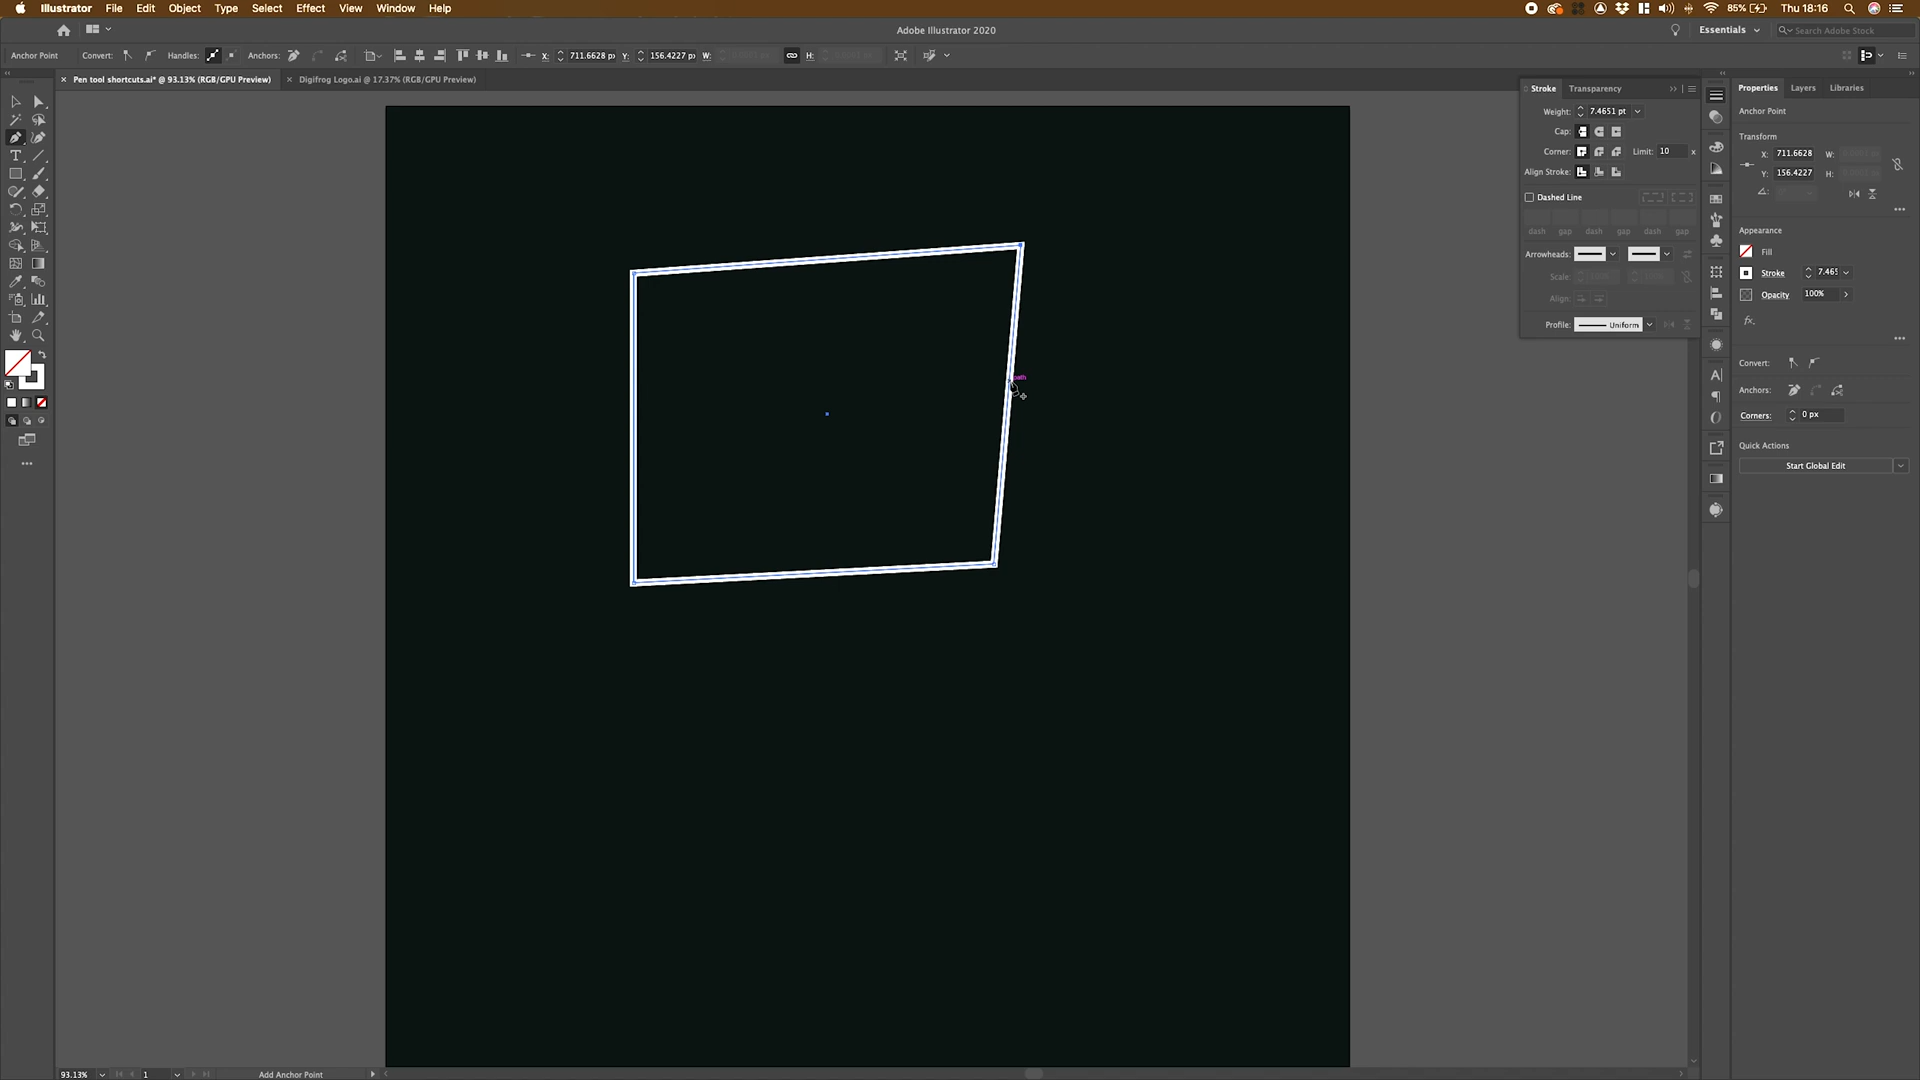 Illustrator File Edit Object Type Select Effect View Window Help
85% Thu 18:16
Adobe Illustrator 2020
Essentials
Search Adobe Stock
Anchor Point Convert: Handles: Anchors: X: 711.6628 px Y: 156.4227 px W: H:
× Pen tool shortcuts.ai* @ 93.13% (RGB/GPU Preview) × Digifrog Logo.ai @ 17.37% (RGB/GPU Preview)
Stroke Transparency
Weight: 7.4651 pt
Cap:
Corner: Limit: 10 x
Align Stroke:
Dashed Line
dash gap dash gap dash gap
Arrowheads:
Scale: 100% 100%
Align:
Profile: Uniform
Properties Layers Libraries
Anchor Point
Transform
X: 711.6628 W:
Y: 156.4227 H:
Appearance
Fill
Stroke 7.465
Opacity 100%
fx.
Convert:
Anchors:
Corners: 0 px
Quick Actions
Start Global Edit
path
93.13% 1 Add Anchor Point